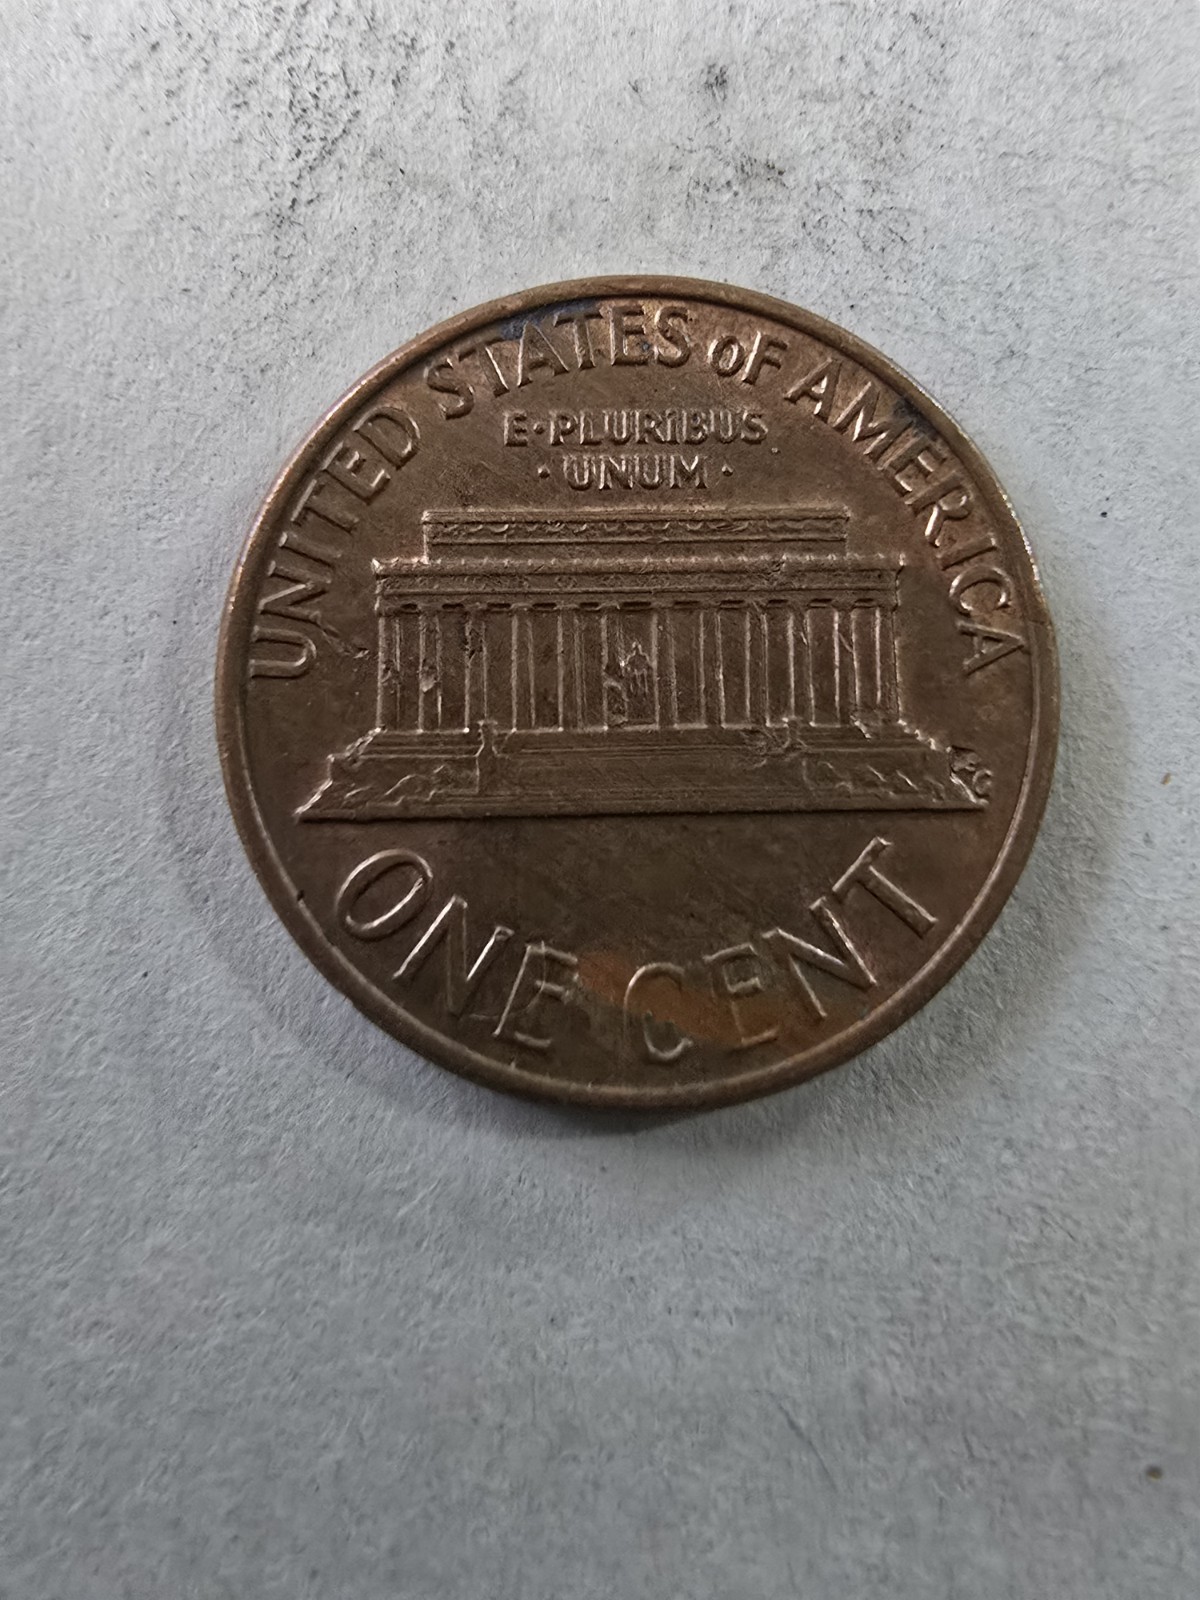 UNITED STATES oF AMERICA
E·PLURIBUS
·UNUM·
ONE CENT